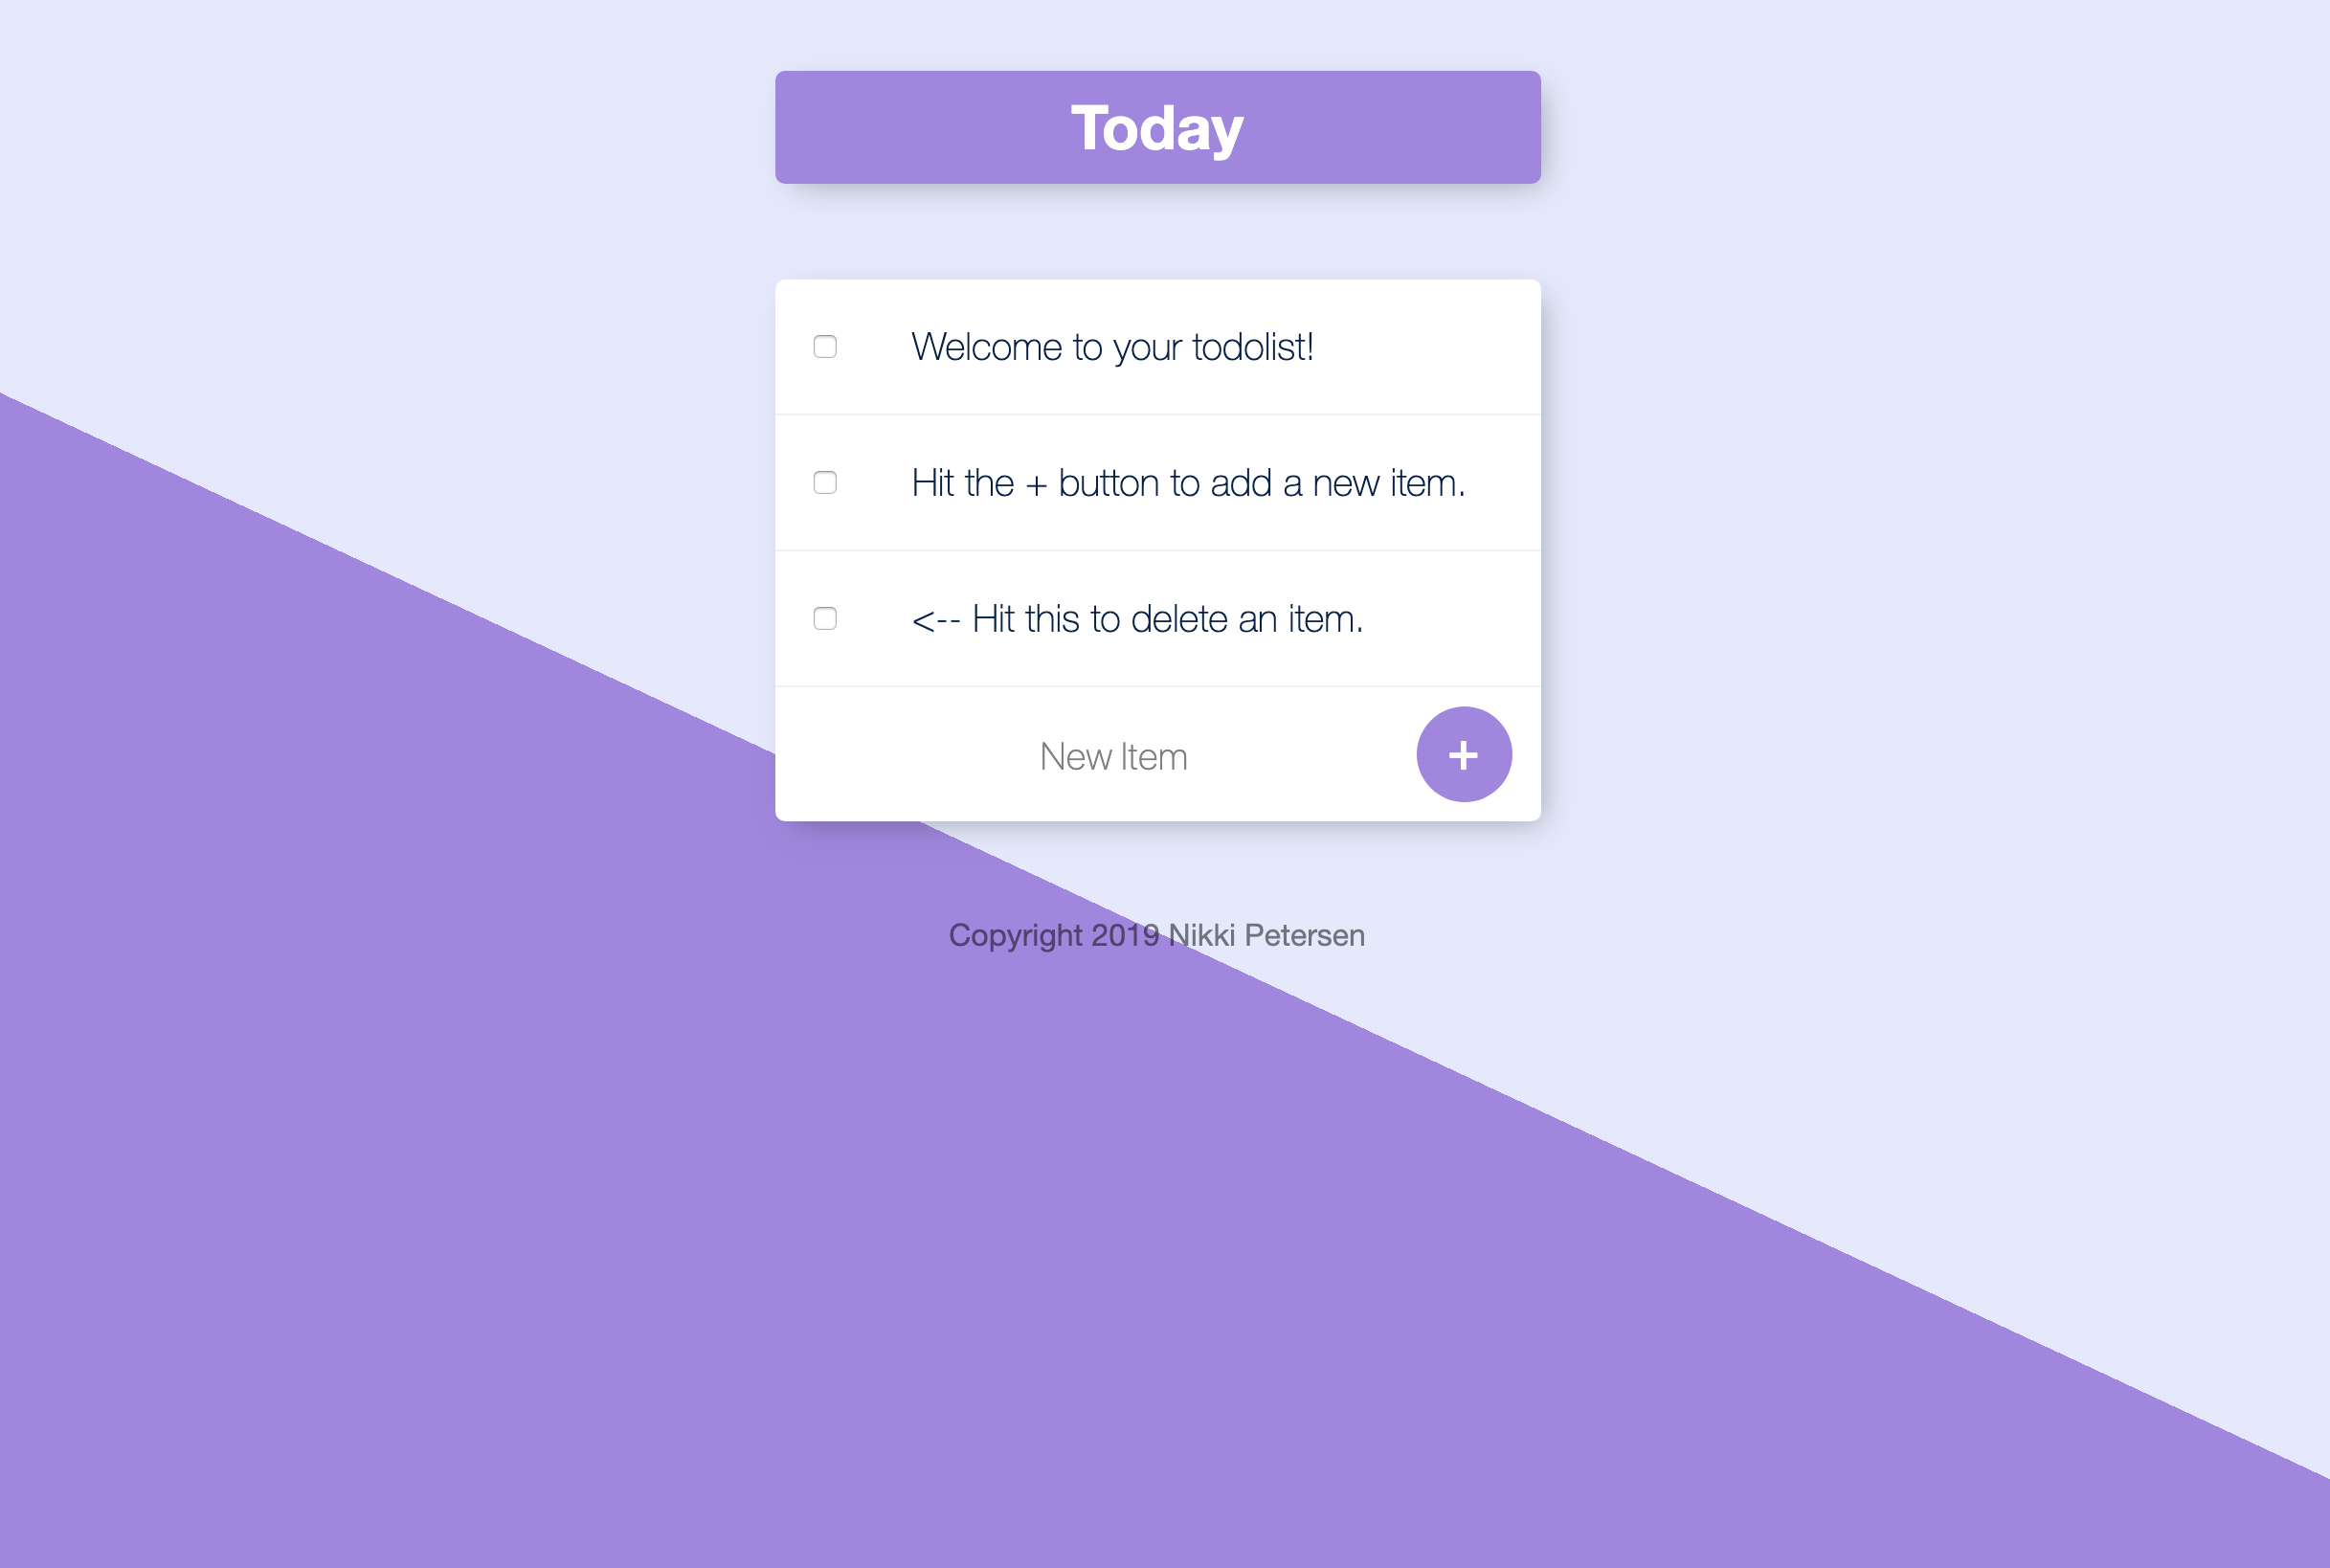 Today
Welcome to your todolist!
Hit the + button to add a new item.
<-- Hit this to delete an item.
New Item +
Copyright 2019 Nikki Petersen